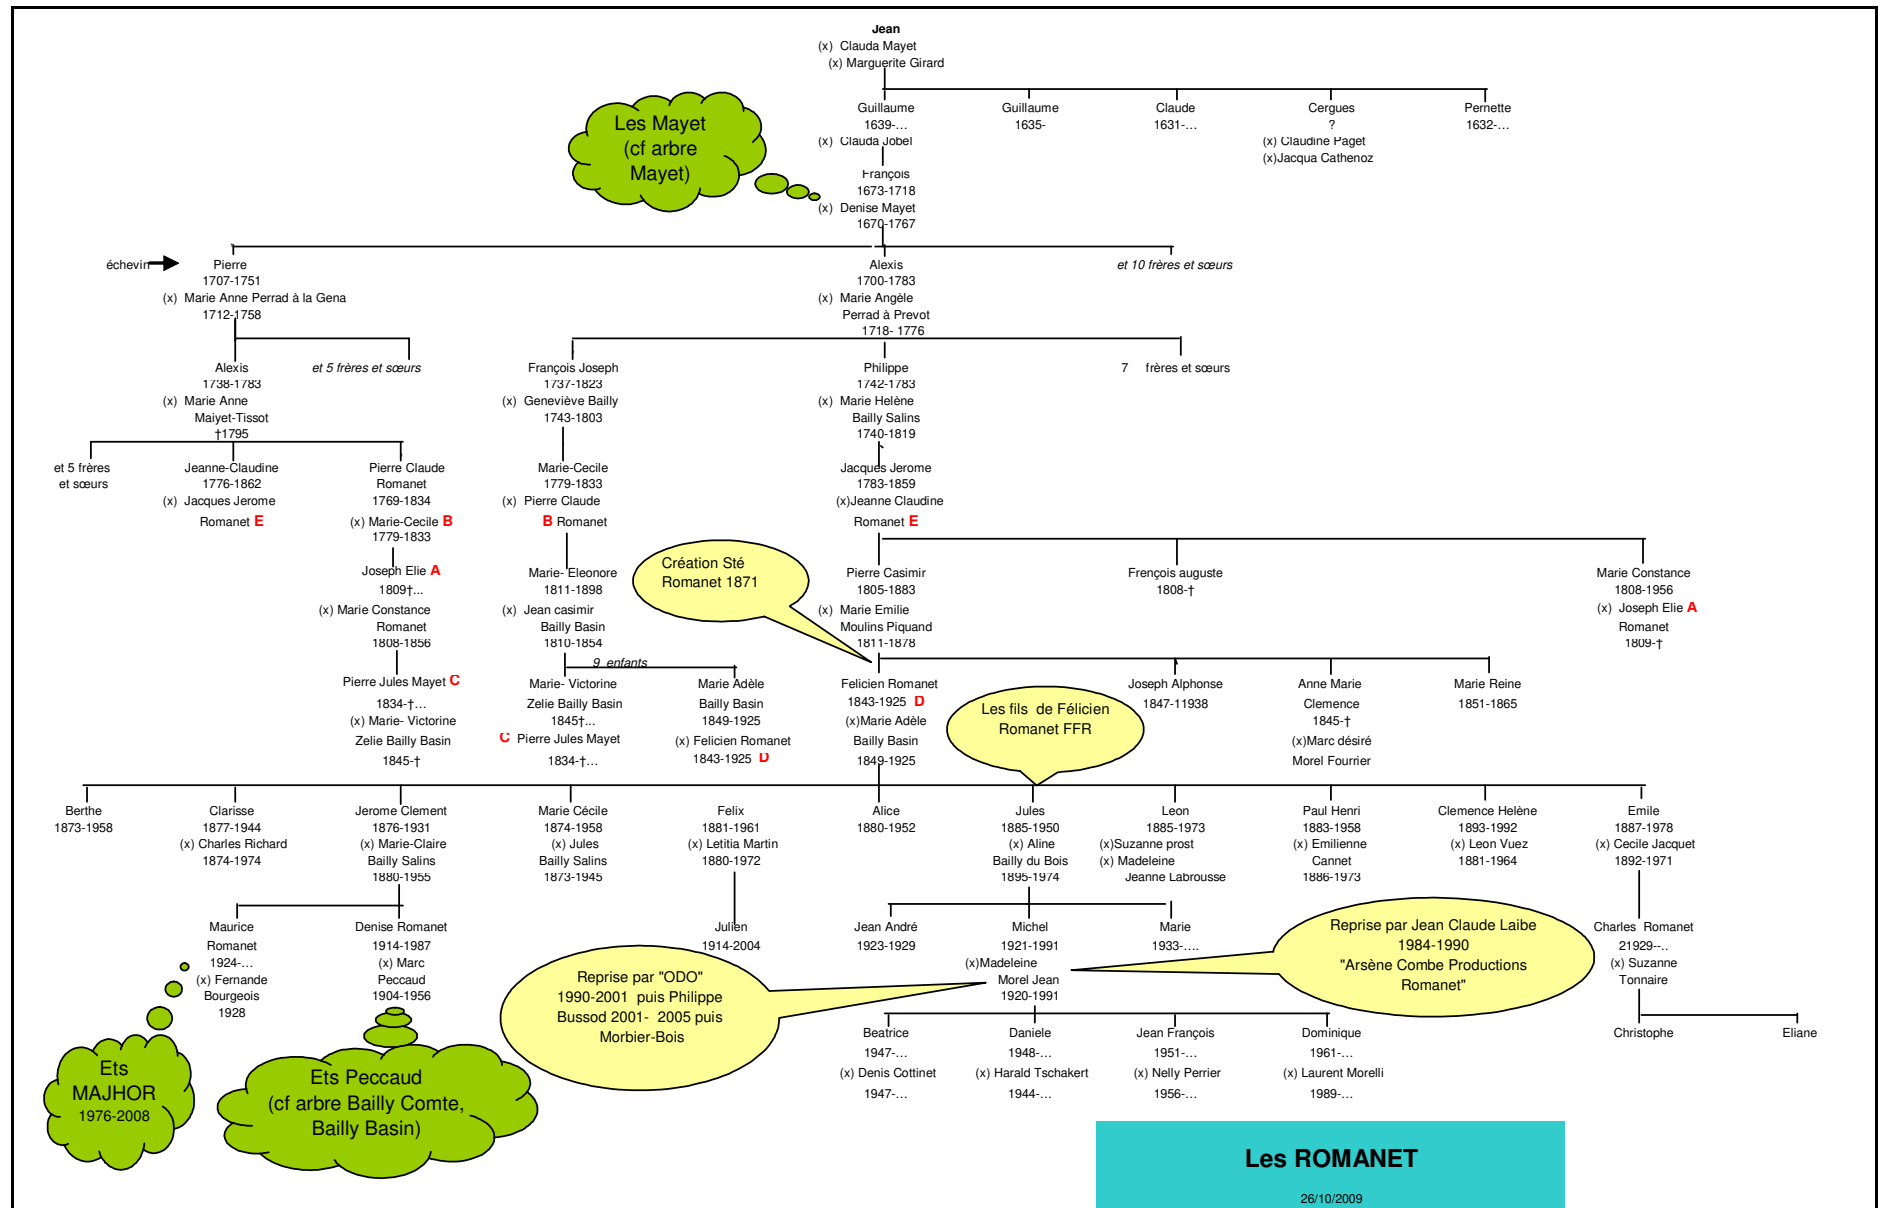 Jean
(x) Clauda Mayet
(x) Marguerite Girard
Guillaume
1639-...
(x) Clauda Jobel
Guillaume
1635-
Claude
1631-...
Cergues
?
(x) Claudine Paget
(x)Jacqua Cathenoz
Pernette
1632-...
Les Mayet
(cf arbre
Mayet)
François
1673-1718
(x) Denise Mayet
1670-1767
échevin
Pierre
1707-1751
(x) Marie Anne Perrad à la Gena
1712-1758
Alexis
1700-1783
(x) Marie Angèle
Perrad à Prevot
1718- 1776
et 10 frères et sœurs
Alexis
1738-1783
(x) Marie Anne
Maiyet-Tissot
†1795
et 5 frères et sœurs
François Joseph
1737-1823
(x) Geneviève Bailly
1743-1803
Philippe
1742-1783
(x) Marie Helène
Bailly Salins
1740-1819
7 frères et sœurs
et 5 frères
et sœurs
Jeanne-Claudine
1776-1862
(x) Jacques Jerome
Romanet E
Pierre Claude
Romanet
1769-1834
(x) Marie-Cecile B
1779-1833
Marie-Cecile
1779-1833
(x) Pierre Claude
B Romanet
Jacques Jerome
1783-1859
(x)Jeanne Claudine
Romanet E
Joseph Elie A
1809†...
(x) Marie Constance
Romanet
1808-1856
Marie- Eleonore
1811-1898
(x) Jean casimir
Bailly Basin
1810-1854
Création Sté
Romanet 1871
Pierre Casimir
1805-1883
(x) Marie Emilie
Moulins Piquand
1811-1878
Frençois auguste
1808-†
Marie Constance
1808-1956
(x) Joseph Elie A
Romanet
1809-†
9 enfants
Pierre Jules Mayet C
1834-†...
(x) Marie- Victorine
Zelie Bailly Basin
1845-†
Marie- Victorine
Zelie Bailly Basin
1845†...
C Pierre Jules Mayet
1834-†...
Marie Adèle
Bailly Basin
1849-1925
(x) Felicien Romanet
1843-1925 D
Felicien Romanet
1843-1925 D
(x)Marie Adèle
Bailly Basin
1849-1925
Les fils de Félicien
Romanet FFR
Joseph Alphonse
1847-11938
Anne Marie
Clemence
1845-†
(x)Marc désiré
Morel Fourrier
Marie Reine
1851-1865
Berthe
1873-1958
Clarisse
1877-1944
(x) Charles Richard
1874-1974
Jerome Clement
1876-1931
(x) Marie-Claire
Bailly Salins
1880-1955
Marie Cécile
1874-1958
(x) Jules
Bailly Salins
1873-1945
Felix
1881-1961
(x) Letitia Martin
1880-1972
Alice
1880-1952
Jules
1885-1950
(x) Aline
Bailly du Bois
1895-1974
Leon
1885-1973
(x)Suzanne prost
(x) Madeleine
Jeanne Labrousse
Paul Henri
1883-1958
(x) Emilienne
Cannet
1886-1973
Clemence Helène
1893-1992
(x) Leon Vuez
1881-1964
Emile
1887-1978
(x) Cecile Jacquet
1892-1971
Maurice
Romanet
1924-...
(x) Fernande
Bourgeois
1928
Denise Romanet
1914-1987
(x) Marc
Peccaud
1904-1956
Julien
1914-2004
Jean André
1923-1929
Michel
1921-1991
(x)Madeleine
Morel Jean
1920-1991
Marie
1933-....
Reprise par Jean Claude Laibe
1984-1990
"Arsène Combe Productions
Romanet"
Charles Romanet
21929--..
(x) Suzanne
Tonnaire
Reprise par "ODO"
1990-2001 puis Philippe
Bussod 2001- 2005 puis
Morbier-Bois
Beatrice
1947-...
(x) Denis Cottinet
1947-...
Daniele
1948-...
(x) Harald Tschakert
1944-...
Jean François
1951-...
(x) Nelly Perrier
1956-...
Dominique
1961-...
(x) Laurent Morelli
1989-...
Christophe
Eliane
Ets
MAJHOR
1976-2008
Ets Peccaud
(cf arbre Bailly Comte,
Bailly Basin)
Les ROMANET
26/10/2009